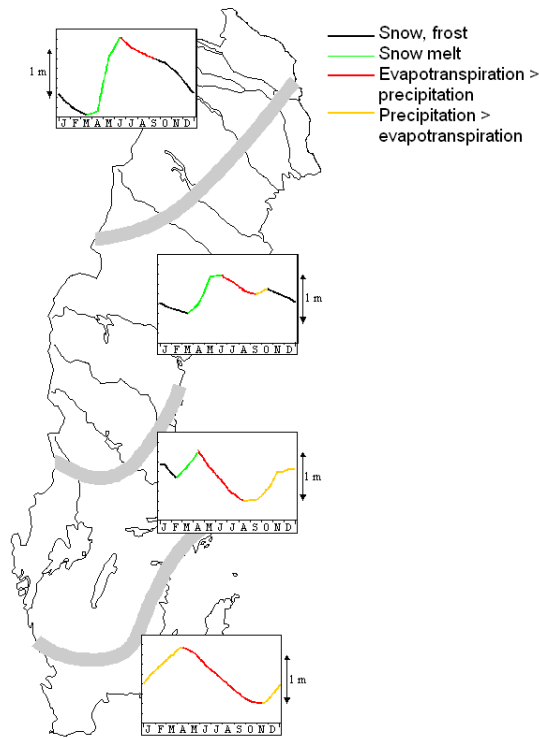 Snow, frost
Snow melt
Evapotranspiration >
precipitation
Precipitation >
evapotranspiration
1 m
J F M A M J J A S O N D
1 m
J F M A M J J A S O N D
1 m
J F M A M J J A S O N D
1 m
J F M A M J J A S O N D